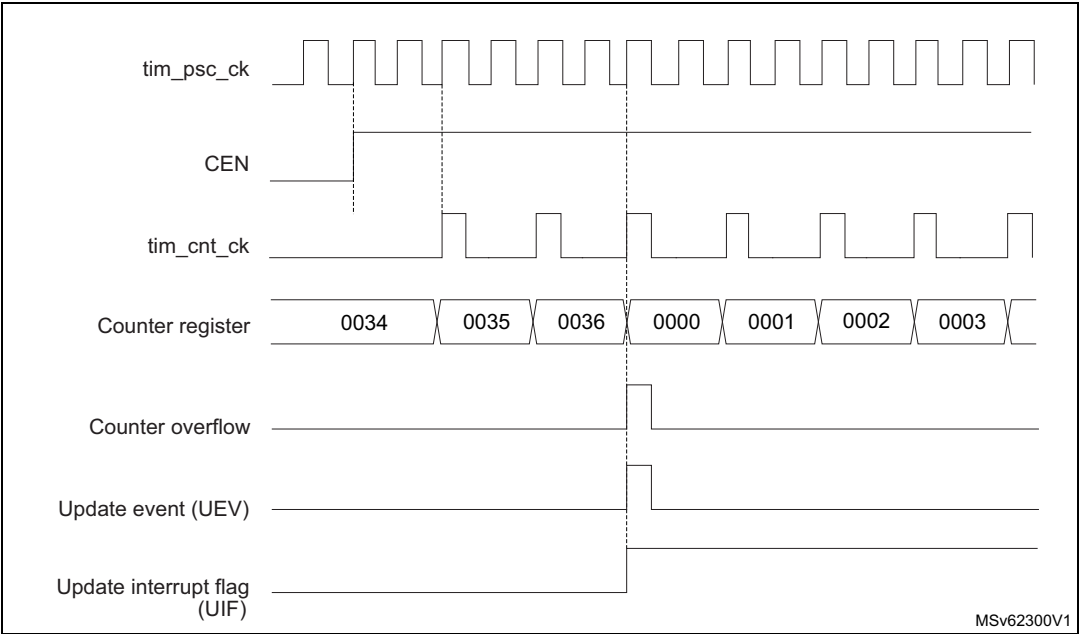 tim_psc_ck
CEN
tim_cnt_ck
Counter register 0034 0035 0036 0000 0001 0002 0003
Counter overflow
Update event (UEV)
Update interrupt flag
(UIF)
MSv62300V1